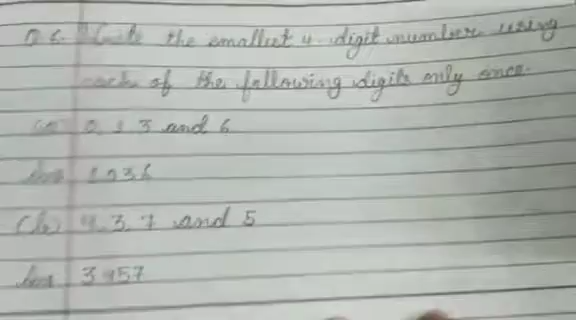 Q 6. Write the smallest 4 digit number using
each of the following digits only once.
(a) 0, 1, 3 and 6
Ans 1036
(b) 4, 3, 7 and 5
Ans 3457